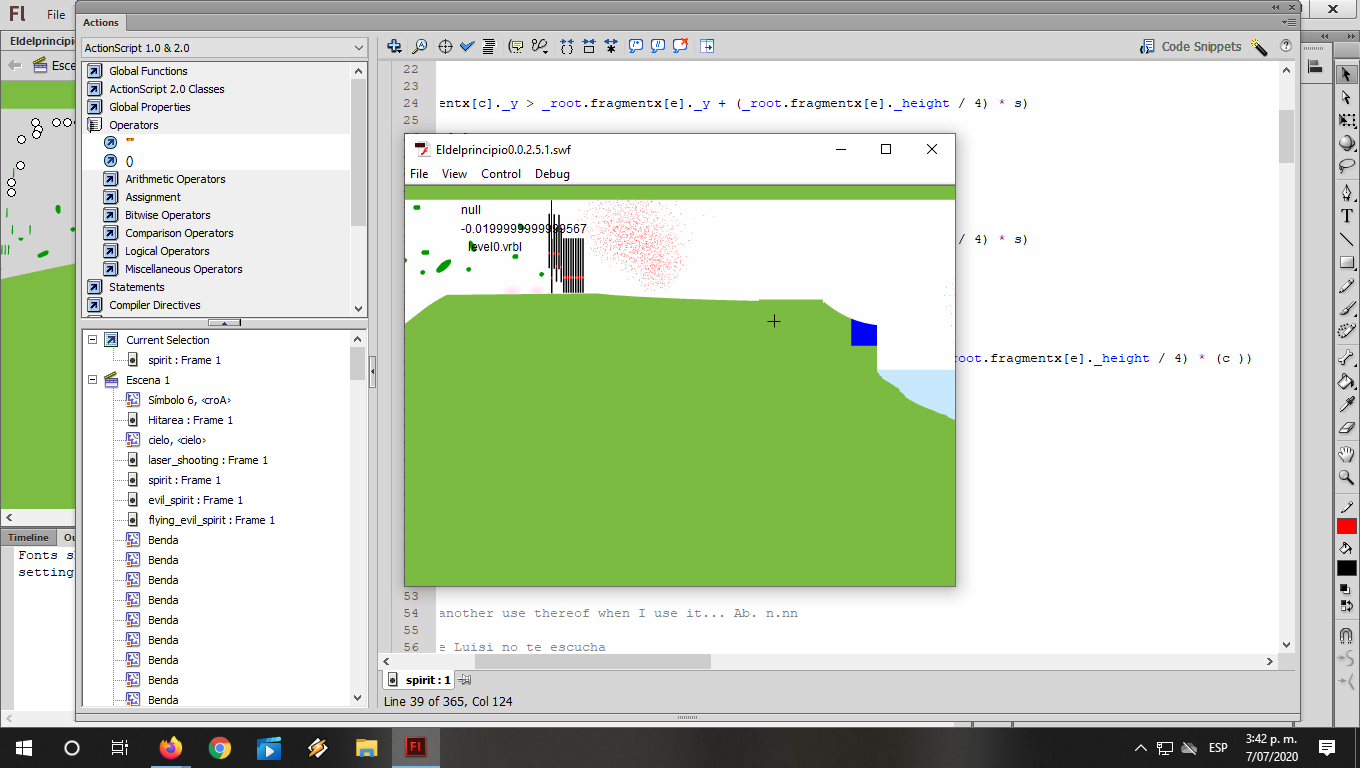 Fl File
Actions
Eldelprincipio
ActionScript 1.0 & 2.0
Code Snippets
Esce
Global Functions
ActionScript 2.0 Classes
Global Properties
Operators
""
()
Arithmetic Operators
Assignment
Bitwise Operators
Comparison Operators
Logical Operators
Miscellaneous Operators
Statements
Compiler Directives
Current Selection
spirit : Frame 1
Escena 1
Símbolo 6, <croA>
Hitarea : Frame 1
cielo, <cielo>
laser_shooting : Frame 1
spirit : Frame 1
evil_spirit : Frame 1
flying_evil_spirit : Frame 1
Benda
Benda
Benda
Benda
Benda
Benda
Benda
Benda
Benda
Benda
22
23
24 entx[c]._y > _root.fragmentx[e]._y + (_root.fragmentx[e]._height / 4) * s)
25
/ 4) * s)
root.fragmentx[e]._height / 4) * (c ))
53
54 another use thereof when I use it... Ab. n.nn
55
56 e Luisi no te escucha
Eldelprincipio0.0.2.5.1.swf
File View Control Debug
null
-0.0199999999999567
level0.vrbl
spirit : 1
Line 39 of 365, Col 124
Timeline Ou
Fonts s
setting
Fl
ESP
3:42 p. m.
7/07/2020